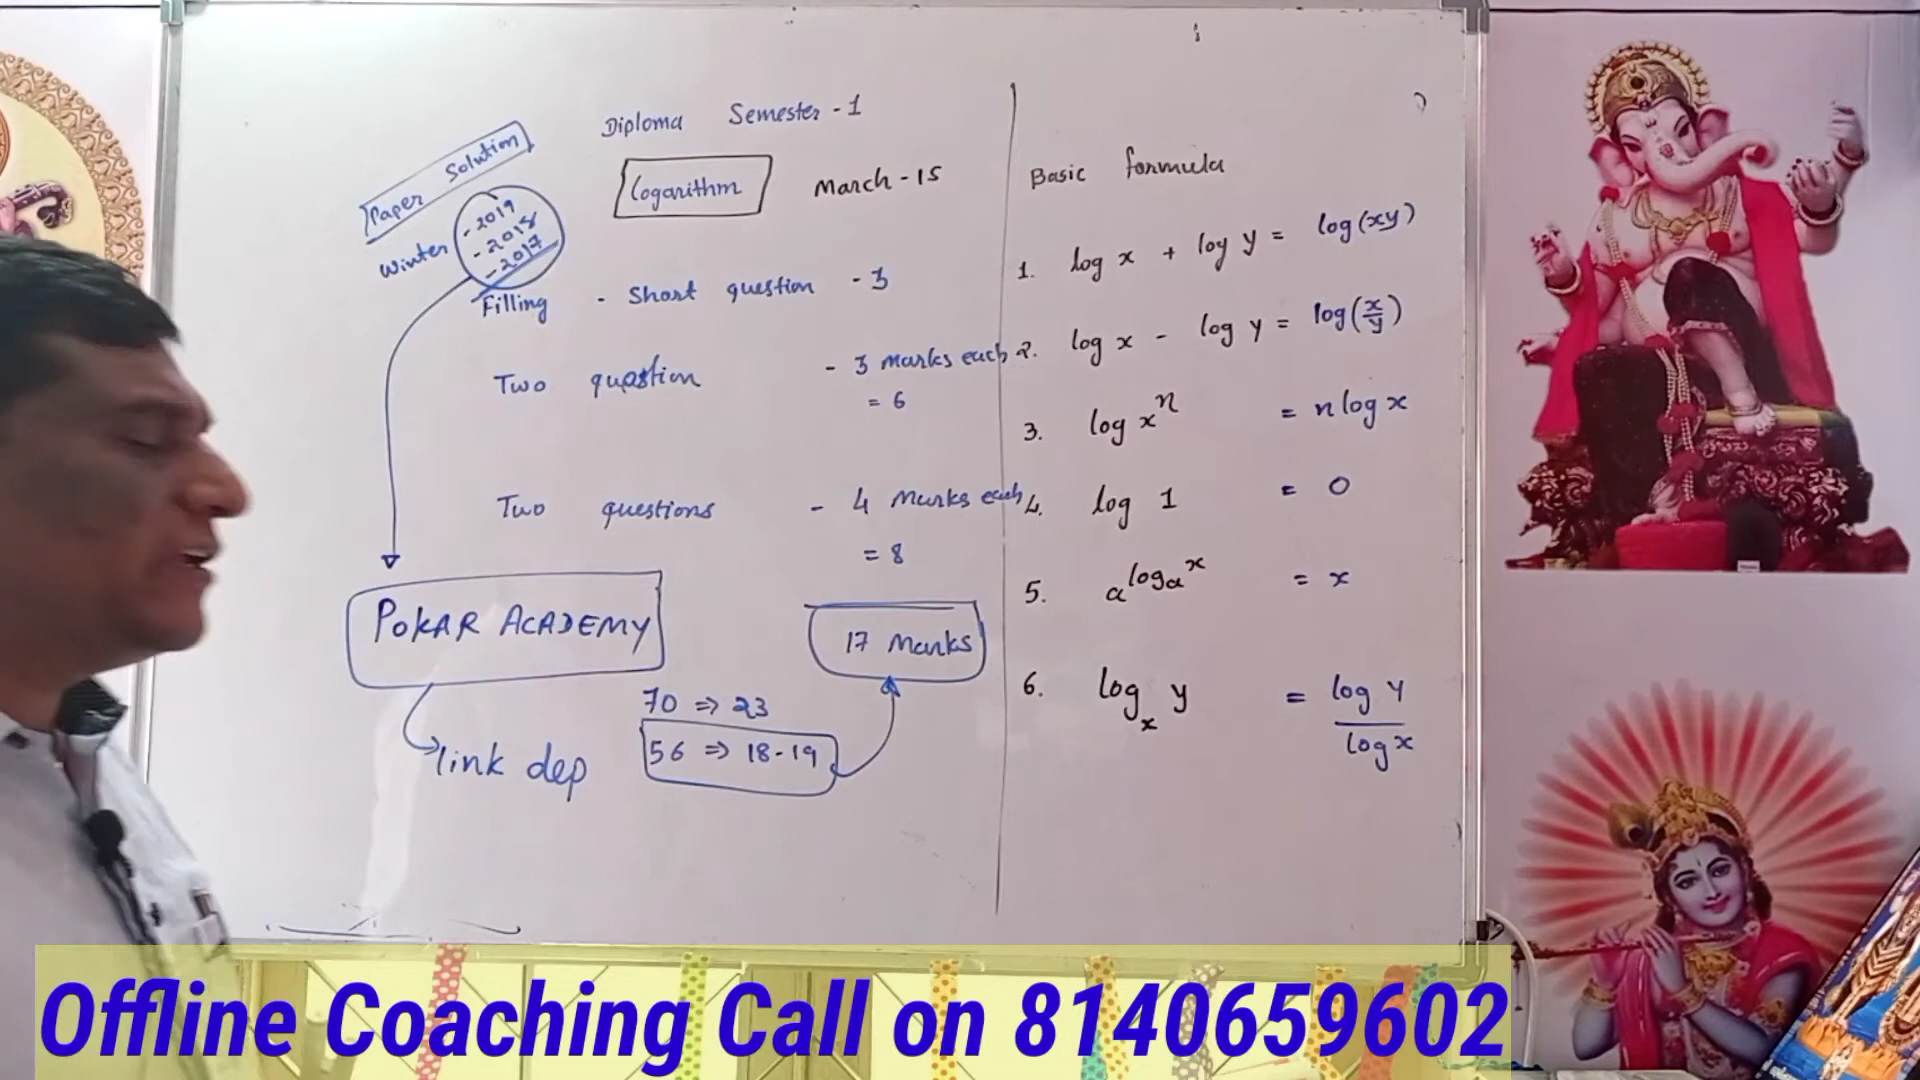 Diploma Semester - 1
Paper Solution
Logarithm March - 15
Winter - 2019
- 2018
- 2017
Filling - Short question - 3
Two question - 3 marks each
= 6
Two questions - 4 Marks each
= 8
POKAR ACADEMY
17 Marks
70 ⇒ 23
56 ⇒ 18-19
link dep
Basic formula
1. log x + log y = log(xy)
2. log x - log y = log(x/y)
3. log x^n = n log x
4. log 1 = 0
5. a^log_a x = x
6. log_x y = log y / log x
Offline Coaching Call on 8140659602